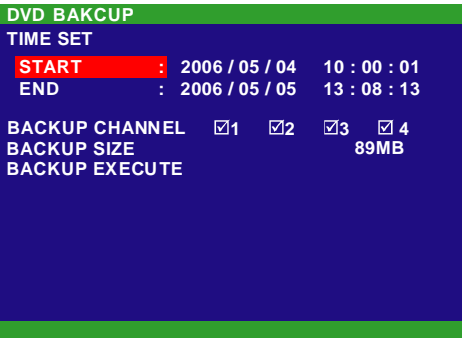 DVD BAKCUP
TIME SET
START : 2006 / 05 / 04 10 : 00 : 01
END : 2006 / 05 / 05 13 : 08 : 13
BACKUP CHANNEL ☑1 ☑2 ☑3 ☑ 4
BACKUP SIZE 89MB
BACKUP EXECUTE